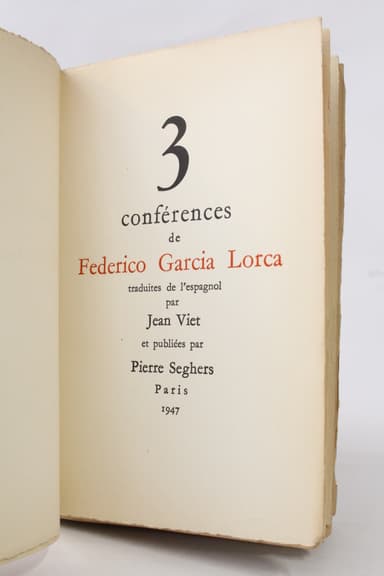 3
conférences
de
Federico Garcia Lorca
traduites de l'espagnol
par
Jean Viet
et publiées par
Pierre Seghers
Paris
1947